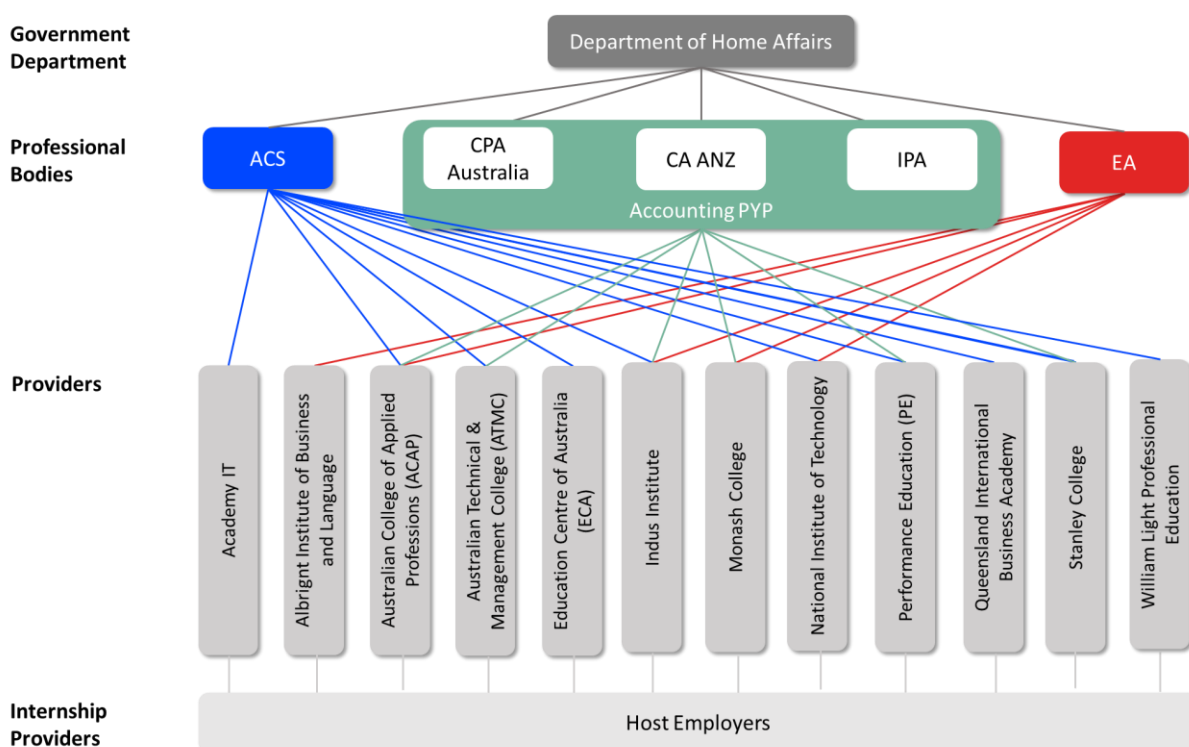 Government
Department
Department of Home Affairs
Professional
Bodies
ACS
CPA
Australia
CA ANZ
IPA
Accounting PYP
EA
Providers
Academy IT
Albrignt Institute of Business
and Language
Australian College of Applied
Professions (ACAP)
Australian Technical &
Management College (ATMC)
Education Centre of Australia
(ECA)
Indus Institute
Monash College
National Institute of Technology
Performance Education (PE)
Queensland International
Business Academy
Stanley College
William Light Professional
Education
Internship
Providers
Host Employers